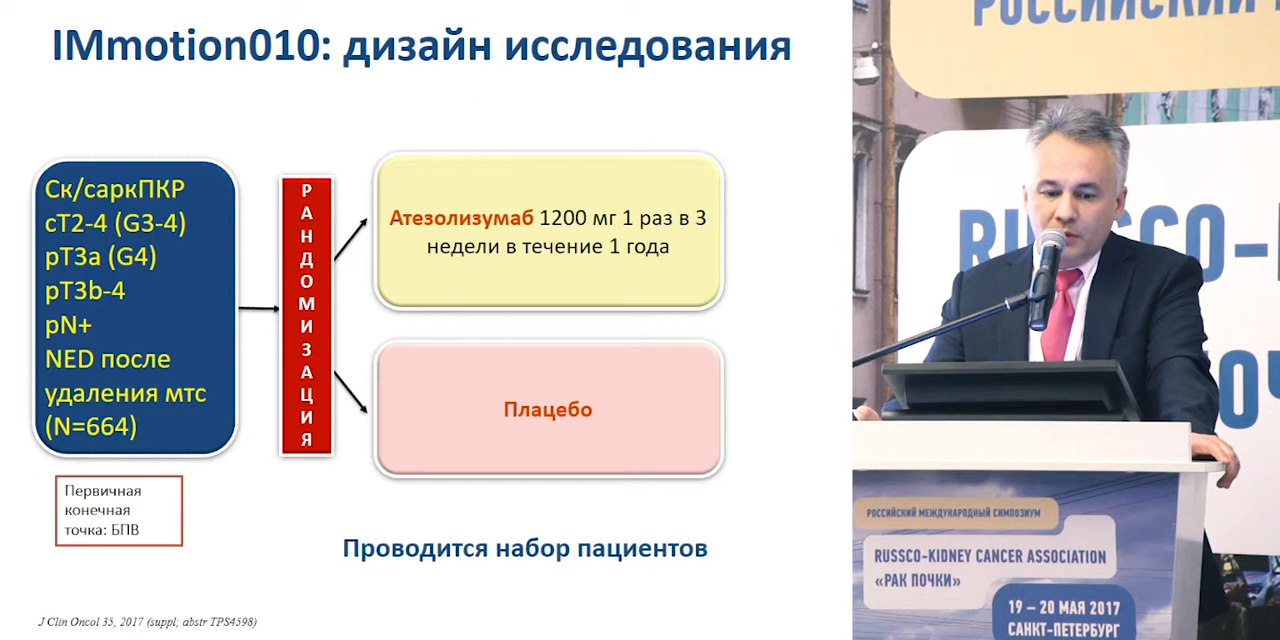 IMmotion010: дизайн исследования
Ск/саркПКР
cT2-4 (G3-4)
pT3a (G4)
pT3b-4
pN+
NED после
удаления мтс
(N=664)
РАНДОМИЗАЦИЯ
Атезолизумаб 1200 мг 1 раз в 3
недели в течение 1 года
Плацебо
Первичная
конечная
точка: БПВ
Проводится набор пациентов
J Clin Oncol 35, 2017 (suppl; abstr TPS4598)
РОССИЙСКИЙ
RUSSCO-
РОССИЙСКИЙ МЕЖДУНАРОДНЫЙ СИМПОЗИУМ
RUSSCO-KIDNEY CANCER ASSOCIATION
«РАК ПОЧКИ»
19 – 20 МАЯ 2017
САНКТ-ПЕТЕРБУРГ